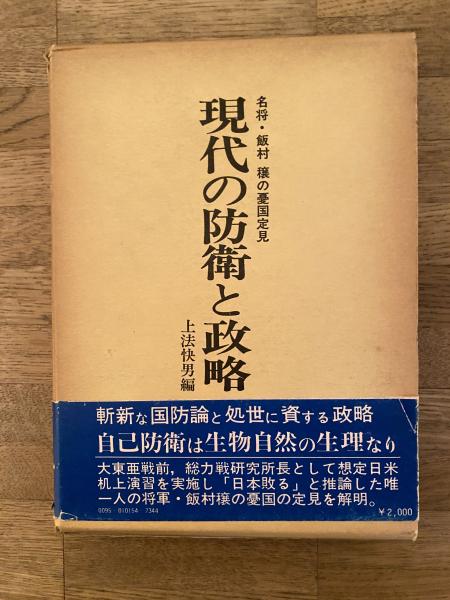 名将・飯村 穣の憂国定見
現代の防衛と政略
上法快男編
斬新な国防論と処世に資する政略
自己防衛は生物自然の生理なり
大東亜戦前，総力戦研究所長として想定日米
机上演習を実施し「日本敗る」と推論した唯
一人の将軍・飯村穣の憂国の定見を解明。
0095-010154-7344
￥2,000